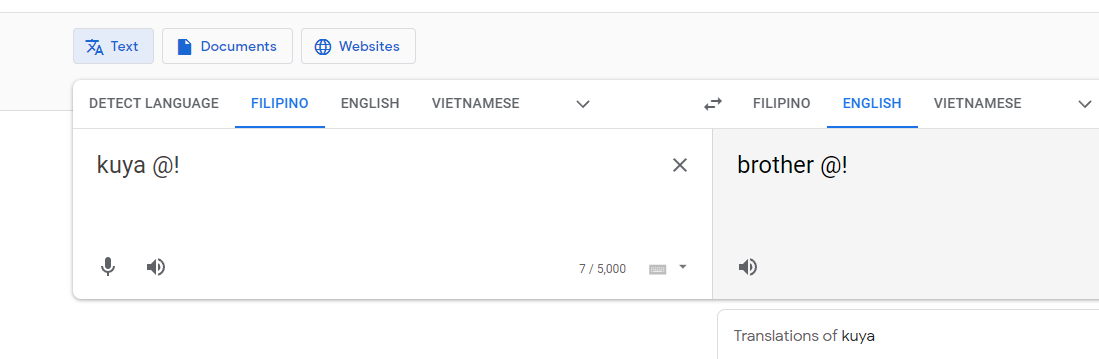 Text Documents Websites
DETECT LANGUAGE FILIPINO ENGLISH VIETNAMESE FILIPINO ENGLISH VIETNAMESE
kuya @! brother @!
7 / 5,000
Translations of kuya